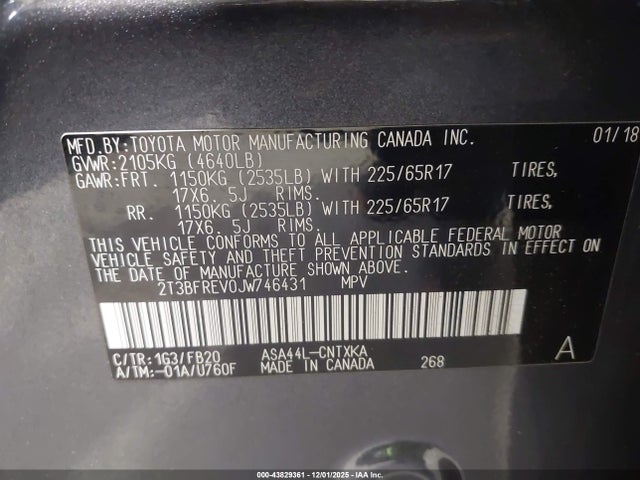 MFD.BY:TOYOTA MOTOR MANUFACTURING CANADA INC. 01/18
GVWR:2105KG (4640LB)
GAWR:FRT. 1150KG (2535LB) WITH 225/65R17 TIRES,
17X6. 5J RIMS.
RR. 1150KG (2535LB) WITH 225/65R17 TIRES,
17X6. 5J RIMS.
THIS VEHICLE CONFORMS TO ALL APPLICABLE FEDERAL MOTOR
VEHICLE SAFETY AND THEFT PREVENTION STANDARDS IN EFFECT ON
THE DATE OF MANUFACTURE SHOWN ABOVE.
2T3BFREV0JW746431 MPV
C/TR:1G3/FB20 ASA44L-CNTXKA A
A/TM:-01A/U760F MADE IN CANADA 268
000-43829361 - 12/01/2025 - IAAI.CA